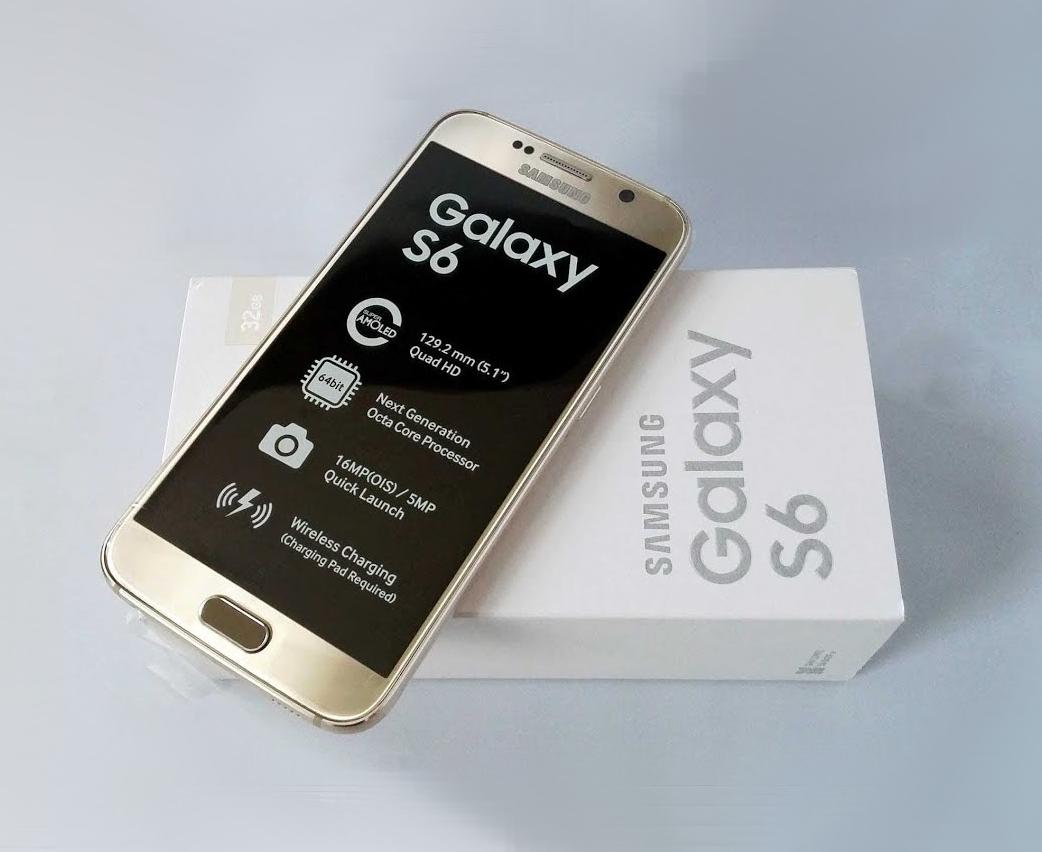 SAMSUNG
Galaxy
S6
SUPER
AMOLED
129.2 mm (5.1")
Quad HD
64bit
Next Generation
Octa Core Processor
16MP(OIS) / 5MP
Quick Launch
Wireless Charging
(Charging Pad Required)
32GB
SAMSUNG
Galaxy
S6